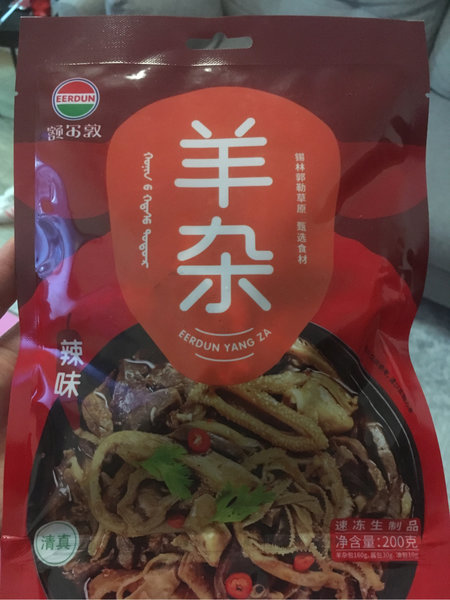 EERDUN
额尔敦
羊杂
锡林郭勒草原 甄选食材
EERDUN YANG ZA
辣味
清真
速冻生制品
净含量:200克